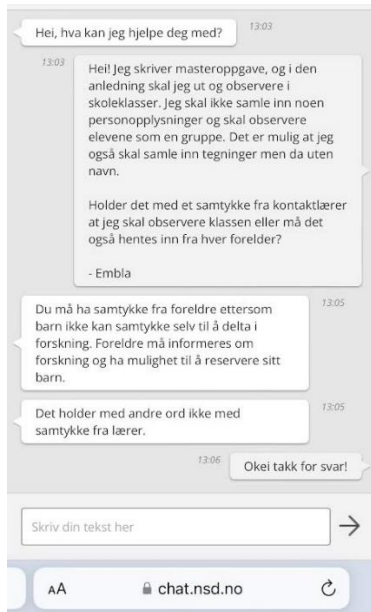 Hei, hva kan jeg hjelpe deg med?
13:03
13:03
Hei! Jeg skriver masteroppgave, og i den
anledning skal jeg ut og observere i
skoleklasser. Jeg skal ikke samle inn noen
personopplysninger og skal observere
elevene som en gruppe. Det er mulig at jeg
også skal samle inn tegninger men da uten
navn.
Holder det med et samtykke fra kontaktlærer
at jeg skal observere klassen eller må det
også hentes inn fra hver forelder?
- Embla
Du må ha samtykke fra foreldre ettersom
barn ikke kan samtykke selv til å delta i
forskning. Foreldre må informeres om
forskning og ha mulighet til å reservere sitt
barn.
13:05
Det holder med andre ord ikke med
samtykke fra lærer.
13:05
13:06
Okei takk for svar!
Skriv din tekst her
AA
chat.nsd.no